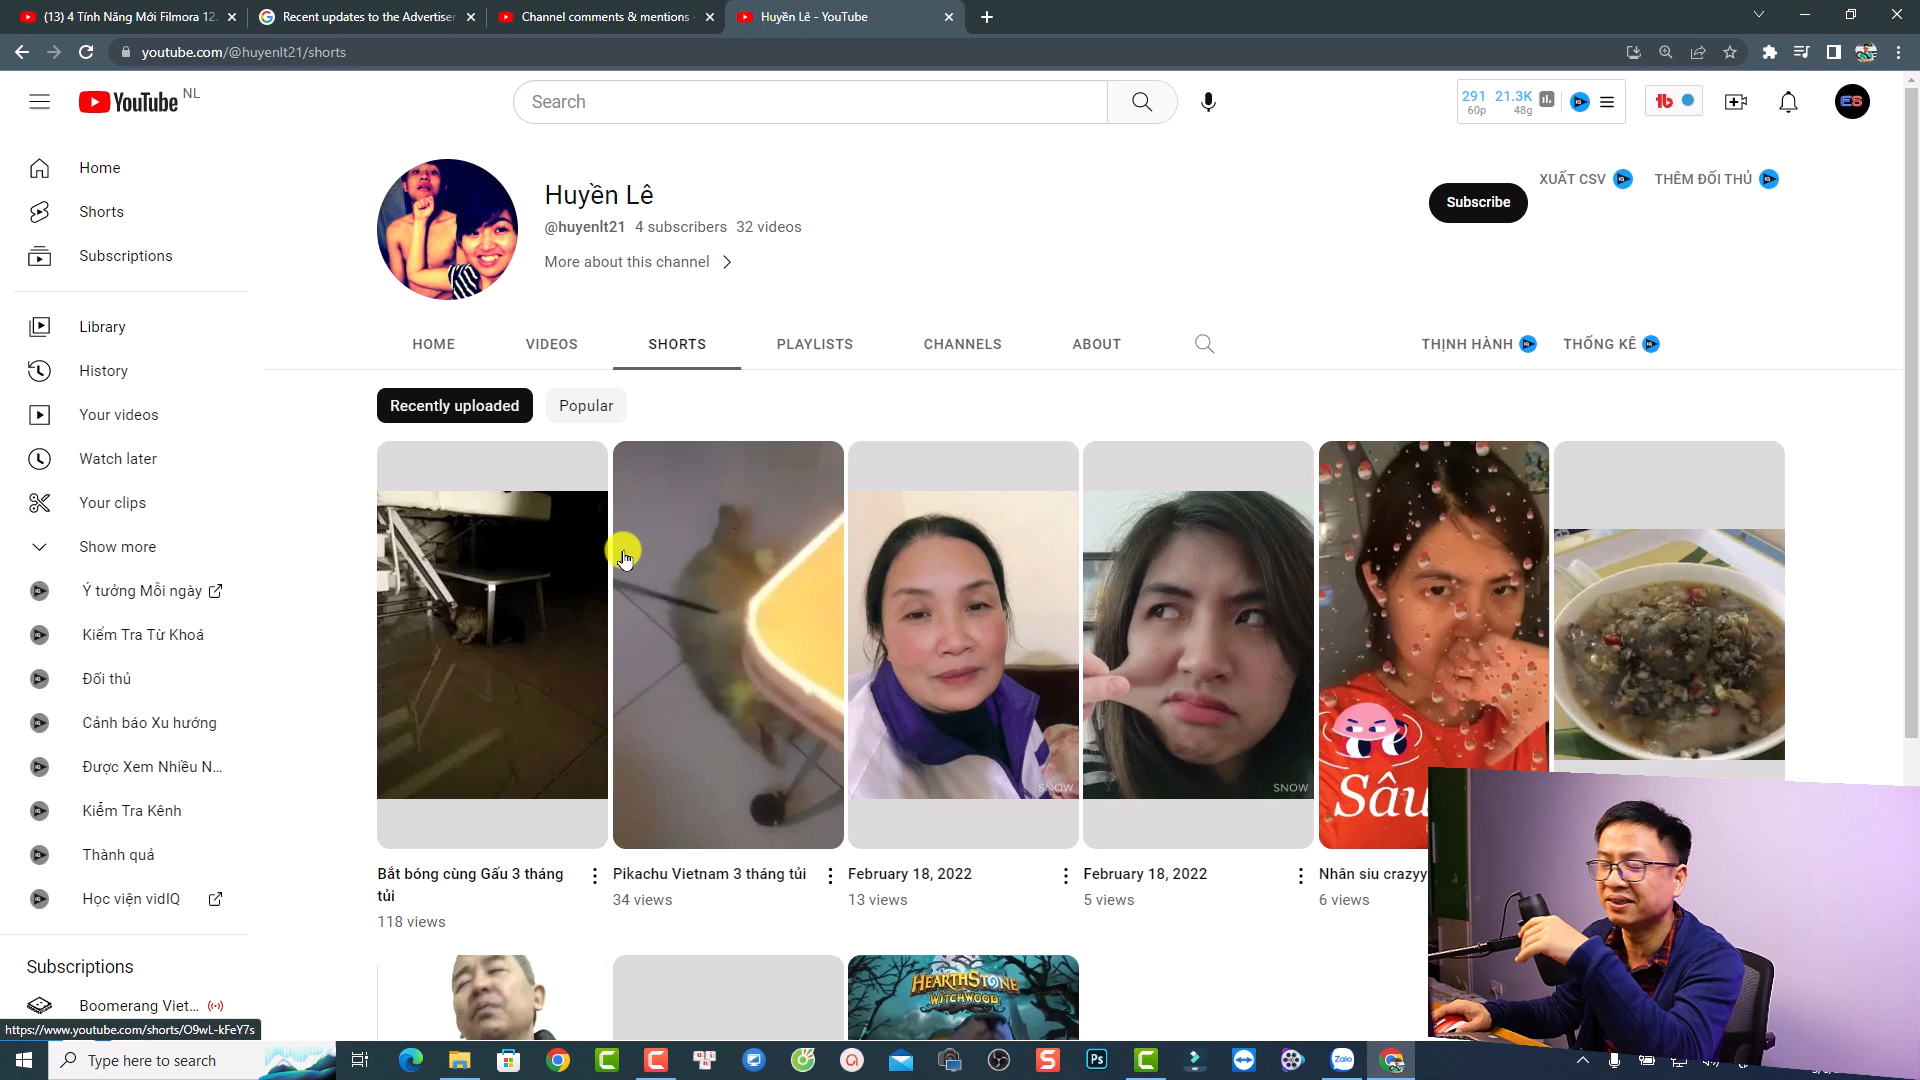 (13) 4 Tính Năng Mới Filmora 12.
Recent updates to the Advertiser
Channel comments & mentions -
Huyền Lê - YouTube
youtube.com/@huyenlt21/shorts
YouTube NL
Search
291 21.3K
60p 48g
ES
Home
Shorts
Subscriptions
Library
History
Your videos
Watch later
Your clips
Show more
Ý tưởng Mỗi ngày
Kiểm Tra Từ Khoá
Đối thủ
Cảnh báo Xu hướng
Được Xem Nhiều N...
Kiểm Tra Kênh
Thành quả
Học viện vidIQ
Subscriptions
Boomerang Viet...
https://www.youtube.com/shorts/O9wL-kFeY7s
Huyền Lê
@huyenlt21 4 subscribers 32 videos
More about this channel
Subscribe
XUẤT CSV
THÊM ĐỐI THỦ
HOME
VIDEOS
SHORTS
PLAYLISTS
CHANNELS
ABOUT
THỊNH HÀNH
THỐNG KÊ
Recently uploaded
Popular
SNOW
SNOW
Sâu
Bắt bóng cùng Gấu 3 tháng
tủi
118 views
Pikachu Vietnam 3 tháng tủi
34 views
February 18, 2022
13 views
February 18, 2022
5 views
Nhân siu crazyy
6 views
HEARTHSTONE
WITCHWOOD
Type here to search
Ps
Zalo